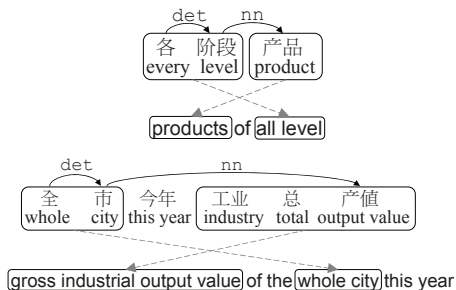 det nn
各 阶段 产品
every level product
products of all level
det nn
全 市 今年 工业 总 产值
whole city this year industry total output value
gross industrial output value of the whole city this year